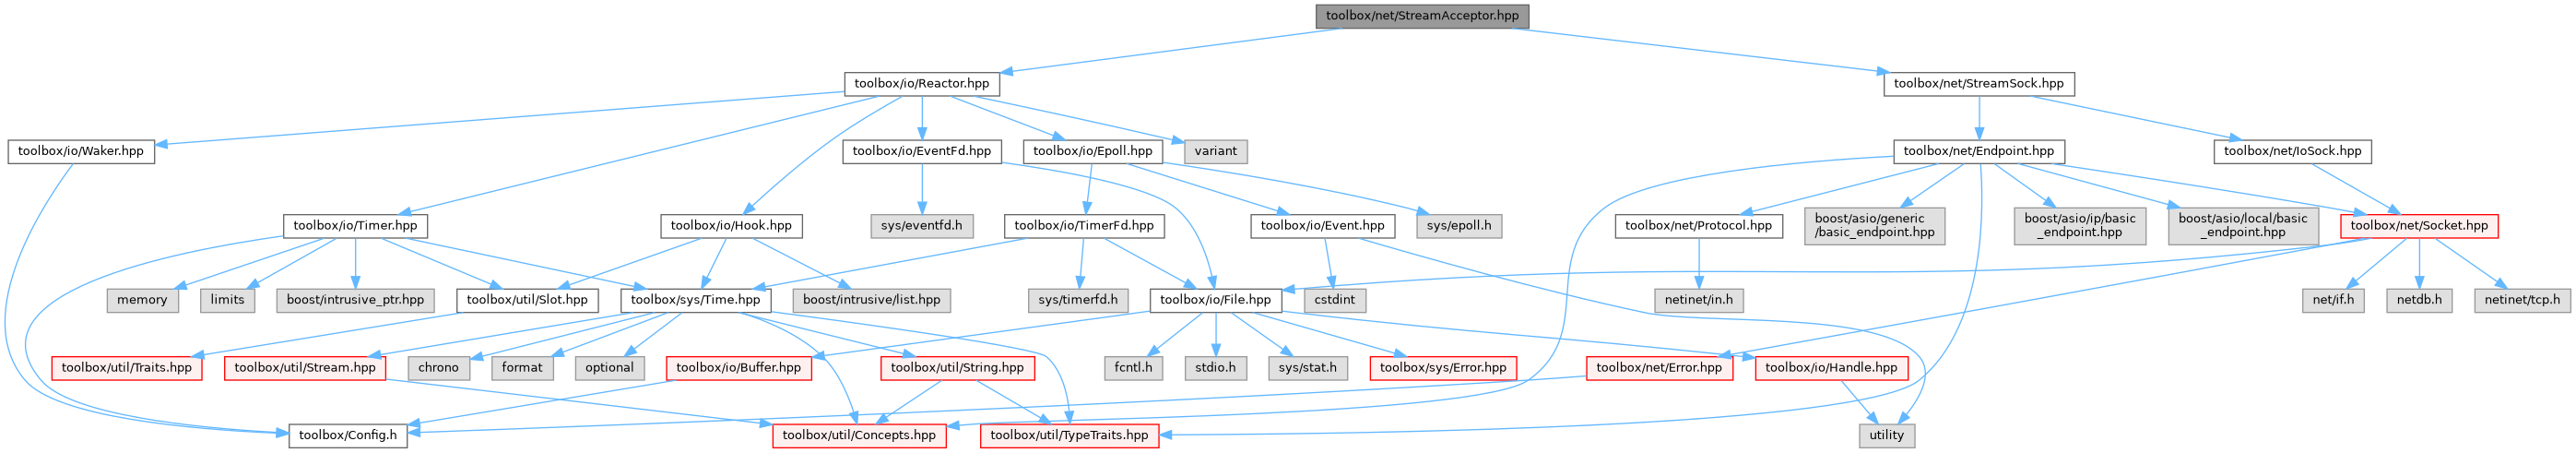 toolbox/net/StreamAcceptor.hpp
toolbox/io/Reactor.hpp
toolbox/net/StreamSock.hpp
toolbox/io/Waker.hpp
toolbox/io/EventFd.hpp
toolbox/io/Epoll.hpp
variant
toolbox/net/Endpoint.hpp
toolbox/net/IoSock.hpp
toolbox/io/Timer.hpp
toolbox/io/Hook.hpp
sys/eventfd.h
toolbox/io/TimerFd.hpp
toolbox/io/Event.hpp
sys/epoll.h
toolbox/net/Protocol.hpp
boost/asio/generic
/basic_endpoint.hpp
boost/asio/ip/basic
_endpoint.hpp
boost/asio/local/basic
_endpoint.hpp
toolbox/net/Socket.hpp
memory
limits
boost/intrusive_ptr.hpp
toolbox/util/Slot.hpp
toolbox/sys/Time.hpp
boost/intrusive/list.hpp
sys/timerfd.h
toolbox/io/File.hpp
cstdint
netinet/in.h
net/if.h
netdb.h
netinet/tcp.h
toolbox/util/Traits.hpp
toolbox/util/Stream.hpp
chrono
format
optional
toolbox/io/Buffer.hpp
toolbox/util/String.hpp
fcntl.h
stdio.h
sys/stat.h
toolbox/sys/Error.hpp
toolbox/net/Error.hpp
toolbox/io/Handle.hpp
toolbox/Config.h
toolbox/util/Concepts.hpp
toolbox/util/TypeTraits.hpp
utility